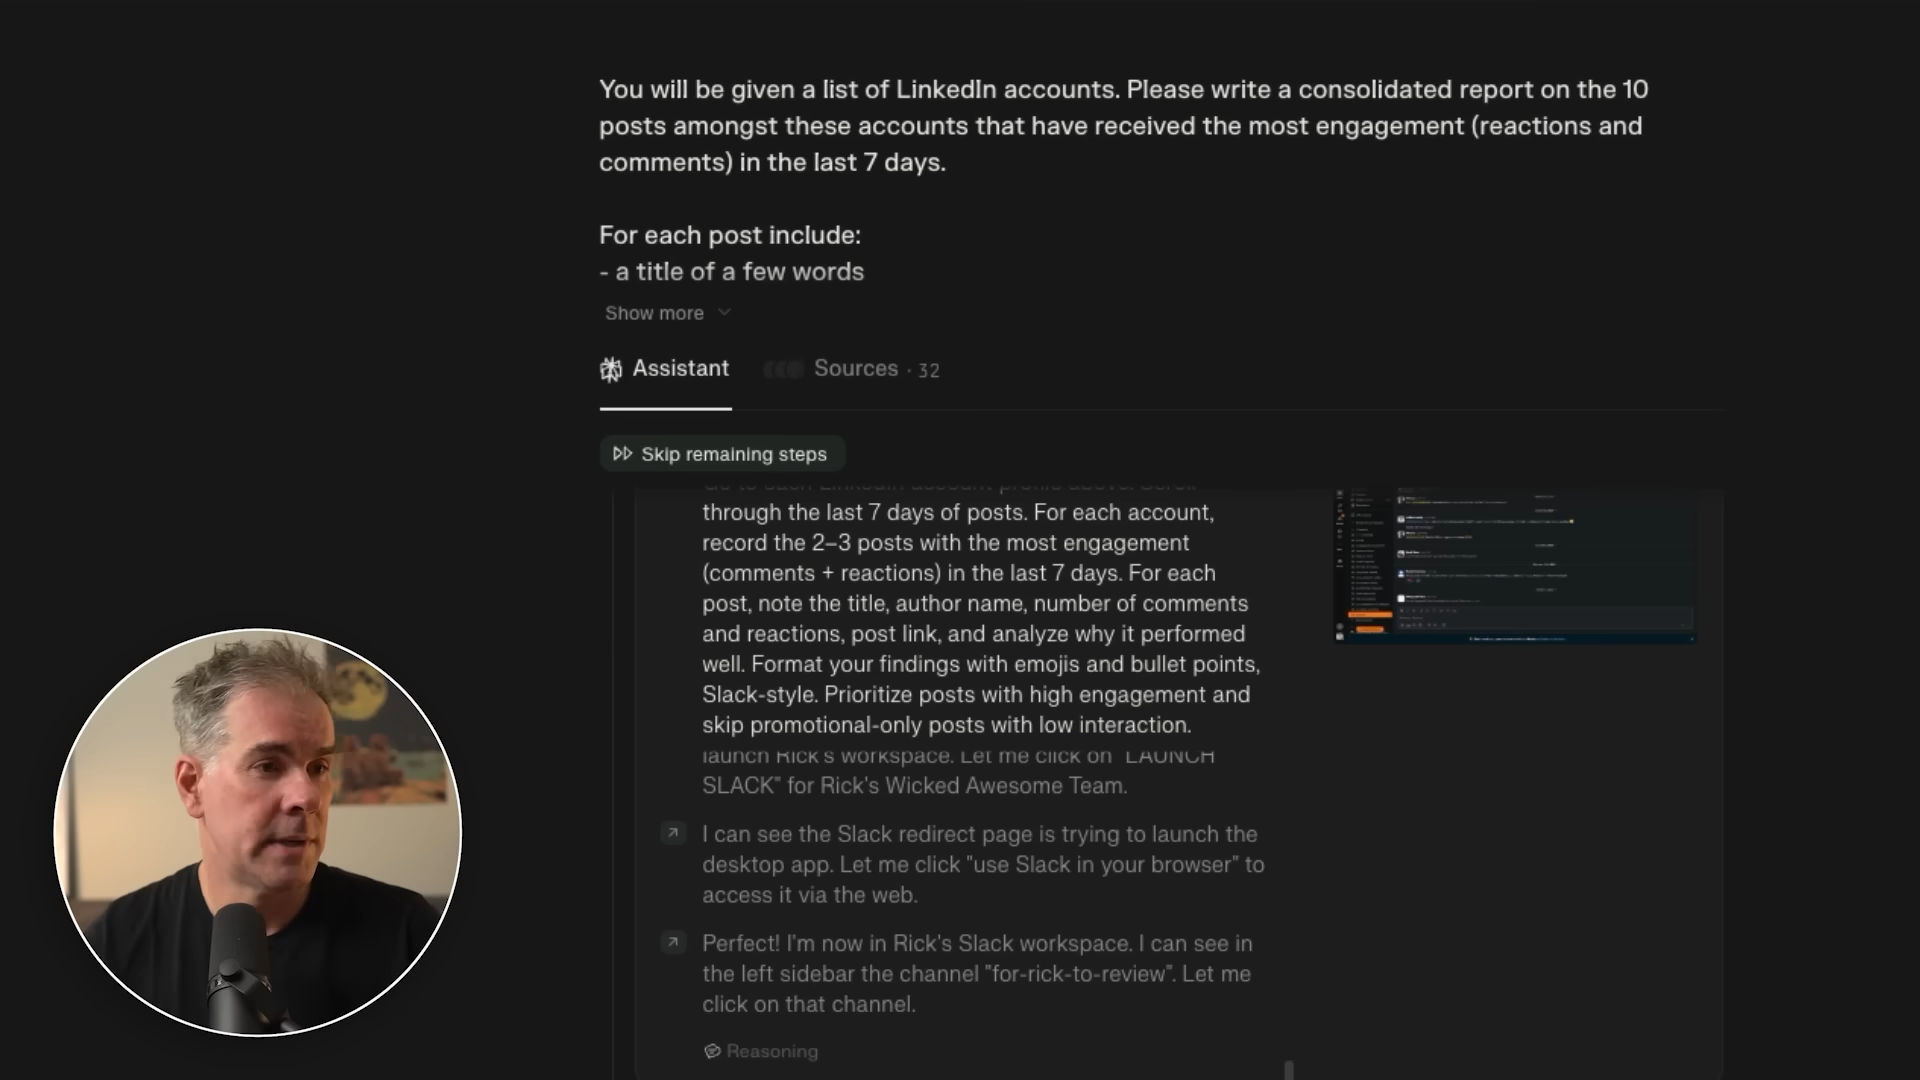 You will be given a list of LinkedIn accounts. Please write a consolidated report on the 10
posts amongst these accounts that have received the most engagement (reactions and
comments) in the last 7 days.
For each post include:
- a title of a few words
Show more
Assistant
Sources · 32
Skip remaining steps
through the last 7 days of posts. For each account,
record the 2–3 posts with the most engagement
(comments + reactions) in the last 7 days. For each
post, note the title, author name, number of comments
and reactions, post link, and analyze why it performed
well. Format your findings with emojis and bullet points,
Slack-style. Prioritize posts with high engagement and
skip promotional-only posts with low interaction.
launch Rick's workspace. Let me click on "LAUNCH
SLACK" for Rick's Wicked Awesome Team.
I can see the Slack redirect page is trying to launch the
desktop app. Let me click "use Slack in your browser" to
access it via the web.
Perfect! I'm now in Rick's Slack workspace. I can see in
the left sidebar the channel "for-rick-to-review". Let me
click on that channel.
Reasoning